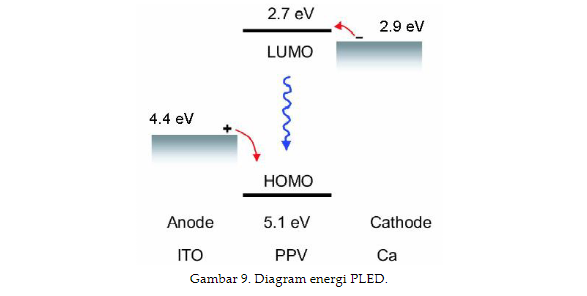 2.7 eV
2.9 eV
–
LUMO
4.4 eV
+
HOMO
Anode 5.1 eV Cathode
ITO PPV Ca
Gambar 9. Diagram energi PLED.